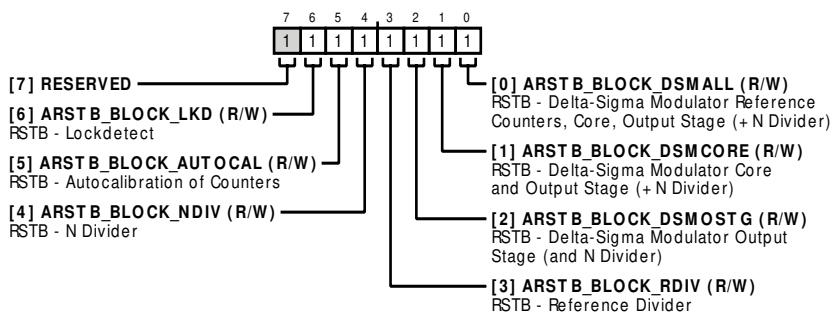 7 6 5 4 3 2 1 0
1 1 1 1 1 1 1 1
[7] RESERVED
[6] ARSTB_BLOCK_LKD (R/W)
RSTB - Lockdetect
[5] ARSTB_BLOCK_AUTOCAL (R/W)
RSTB - Autocalibration of Counters
[4] ARSTB_BLOCK_NDIV (R/W)
RSTB - N Divider
[0] ARSTB_BLOCK_DSMALL (R/W)
RSTB - Delta-Sigma Modulator Reference
Counters, Core, Output Stage (+ N Divider)
[1] ARSTB_BLOCK_DSMCORE (R/W)
RSTB - Delta-Sigma Modulator Core
and Output Stage (+ N Divider)
[2] ARSTB_BLOCK_DSMOSTG (R/W)
RSTB - Delta-Sigma Modulator Output
Stage (and N Divider)
[3] ARSTB_BLOCK_RDIV (R/W)
RSTB - Reference Divider